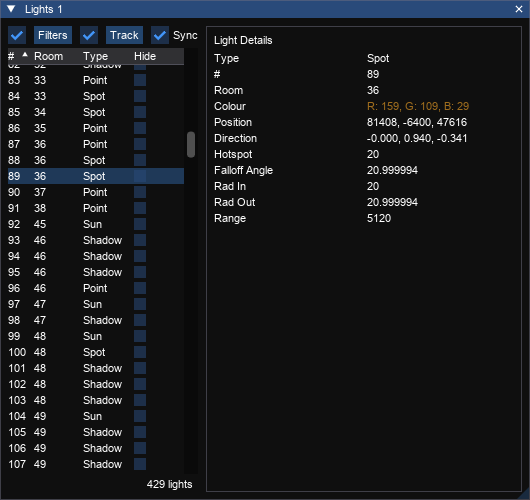 Lights 1
Filters Track Sync
# Room Type Hide
82 32 Shadow
83 33 Point
84 33 Spot
85 34 Spot
86 35 Point
87 36 Point
88 36 Spot
89 36 Spot
90 37 Point
91 38 Point
92 45 Sun
93 46 Shadow
94 46 Shadow
95 46 Shadow
96 46 Point
97 47 Sun
98 47 Shadow
99 48 Sun
100 48 Spot
101 48 Shadow
102 48 Shadow
103 48 Shadow
104 49 Sun
105 49 Shadow
106 49 Shadow
107 49 Shadow
429 lights
Light Details
Type Spot
# 89
Room 36
Colour R: 159, G: 109, B: 29
Position 81408, -6400, 47616
Direction -0.000, 0.940, -0.341
Hotspot 20
Falloff Angle 20.999994
Rad In 20
Rad Out 20.999994
Range 5120